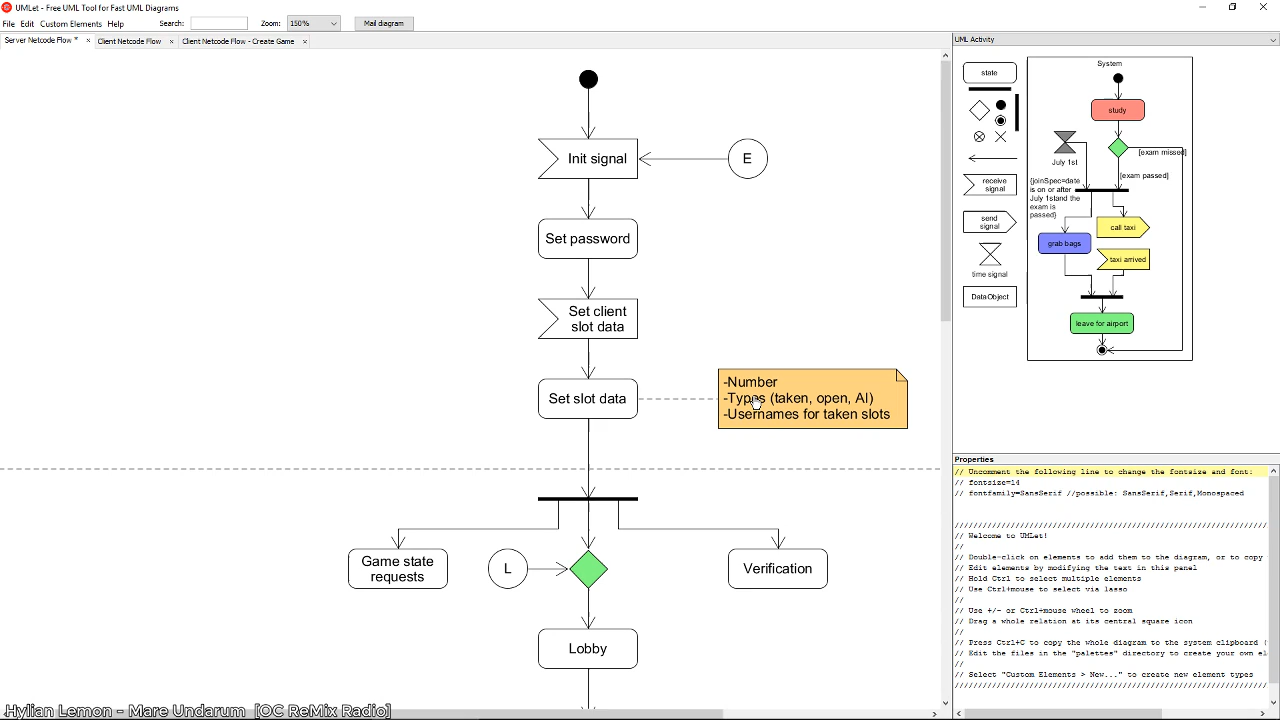 UMLet - Free UML Tool for Fast UML Diagrams
File Edit Custom Elements Help
Search:
Zoom:
150%
Mail diagram
Server Netcode Flow *
Client Netcode Flow
Client Netcode Flow - Create Game
Init signal
E
Set password
Set client
slot data
Set slot data
-Number
-Types (taken, open, AI)
-Usernames for taken slots
Game state
requests
L
Verification
Lobby
Hylian Lemon - Mare Undarum [OC ReMix Radio]
UML Activity
state
receive
signal
send
signal
time signal
DataObject
System
study
July 1st
[exam missed]
[exam passed]
{joinSpec=date
is on or after
July 1stand the
exam is
passed}
call taxi
grab bags
taxi arrived
leave for airport
Properties
// Uncomment the following line to change the fontsize and font:
// fontsize=14
// fontfamily=SansSerif //possible: SansSerif,Serif,Monospaced
//////////////////////////////////////////////////////////////
// Welcome to UMLet!
//
// Double-click on elements to add them to the diagram, or to copy
// Edit elements by modifying the text in this panel
// Hold Ctrl to select multiple elements
// Use Ctrl+mouse to select via lasso
//
// Use +/- or Ctrl+mouse wheel to zoom
// Drag a whole relation at its central square icon
//
// Press Ctrl+C to copy the whole diagram to the system clipboard (
// Edit the files in the "palettes" directory to create your own el
//
// Select "Custom Elements > New..." to create new element types
//////////////////////////////////////////////////////////////